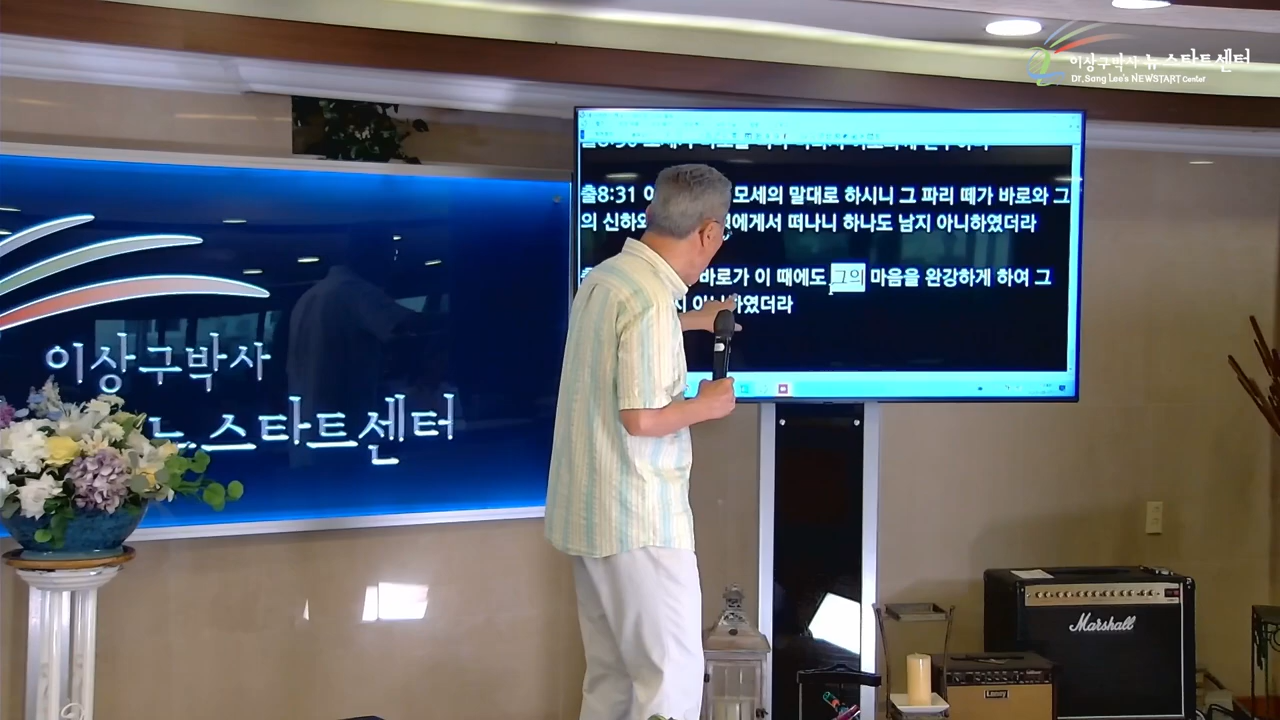 이상구박사 뉴스타트센터
Dr. Sang Lee's NEWSTART Center
출8:31 모세의 말대로 하시니 그 파리 떼가 바로와 그
의 신하와 에게서 떠나니 하나도 남지 아니하였더라
바로가 이 때에도 그의 마음을 완강하게 하여 그
아니하였더라
이상구박사
뉴스타트센터
Marshall
Laney